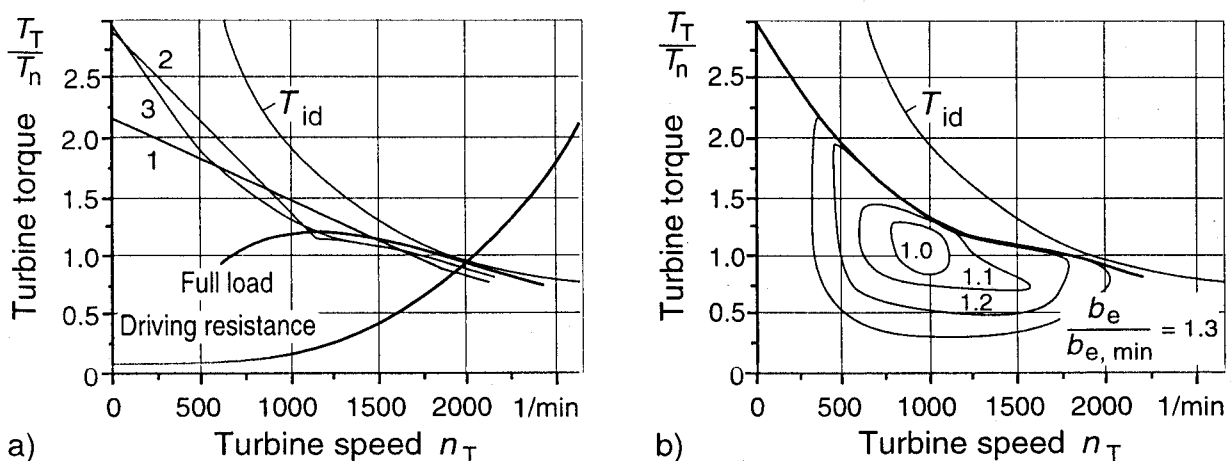 T_T
T_n
2.5
2.0
1.5
1.0
0.5
0
Turbine torque
2
3
1
T_id
Full load
Driving resistance
0 500 1000 1500 2000 1/min
a) Turbine speed n_T
T_T
T_n
2.5
2.0
1.5
1.0
0.5
0
Turbine torque
T_id
1.0
1.1
1.2
b_e
b_e, min = 1.3
0 500 1000 1500 2000 1/min
b) Turbine speed n_T